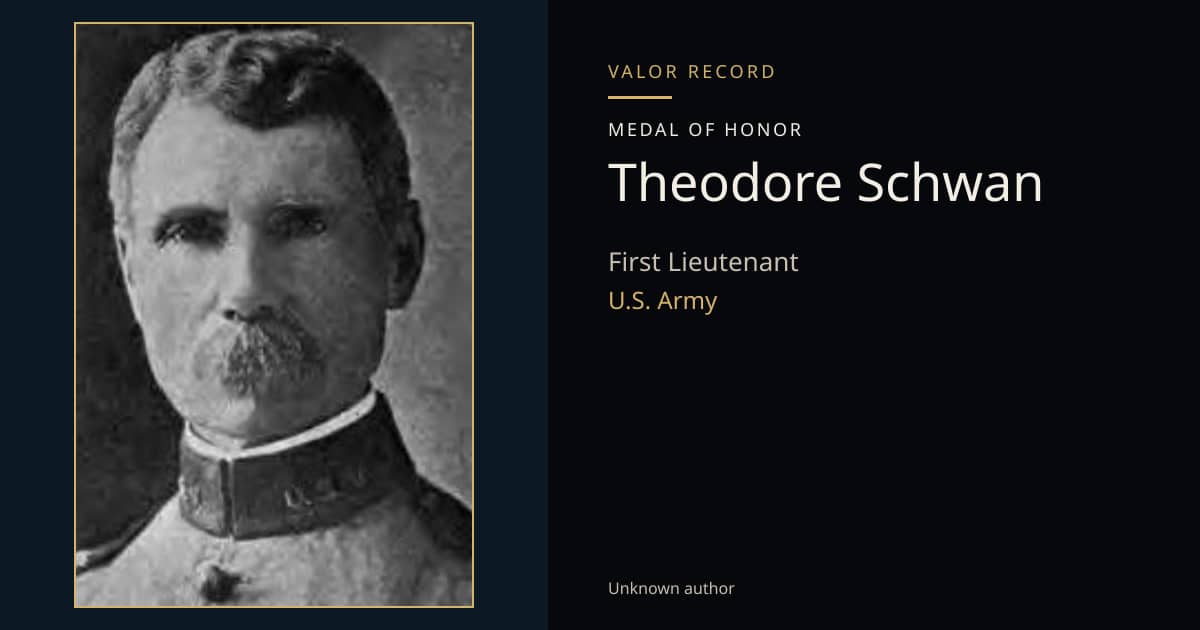 VALOR RECORD
MEDAL OF HONOR
Theodore Schwan
First Lieutenant
U.S. Army
Unknown author